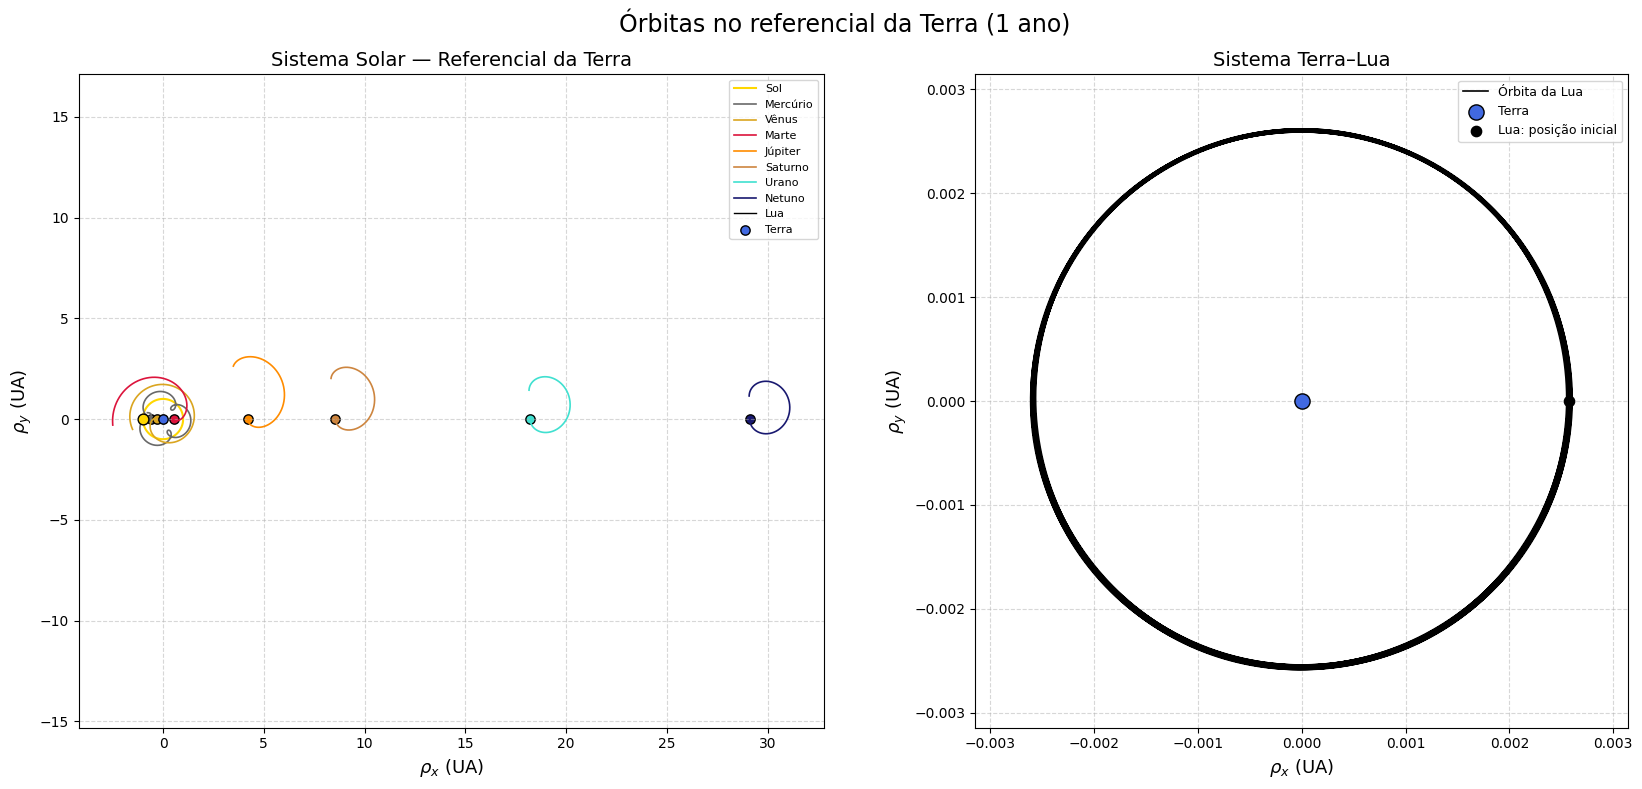 Órbitas no referencial da Terra (1 ano)
Sistema Solar — Referencial da Terra
Sol
Mercúrio
Vênus
Marte
Júpiter
Saturno
Urano
Netuno
Lua
Terra
15
10
5
0
−5
−10
−15
ρy (UA)
0 5 10 15 20 25 30
ρx (UA)
Sistema Terra–Lua
Órbita da Lua
Terra
Lua: posição inicial
0.003
0.002
0.001
0.000
−0.001
−0.002
−0.003
ρy (UA)
−0.003 −0.002 −0.001 0.000 0.001 0.002 0.003
ρx (UA)